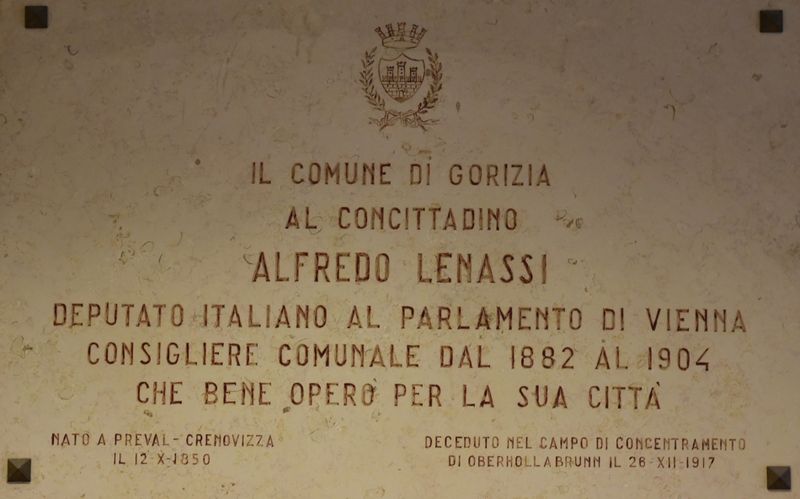 IL COMUNE DI GORIZIA
AL CONCITTADINO
ALFREDO LENASSI
DEPUTATO ITALIANO AL PARLAMENTO DI VIENNA
CONSIGLIERE COMUNALE DAL 1882 AL 1904
CHE BENE OPERÒ PER LA SUA CITTÀ
NATO A PREVAL-CRENOVIZZA
IL 12-X-1850
DECEDUTO NEL CAMPO DI CONCENTRAMENTO
DI OBERHOLLABRUNN IL 26-XII-1917